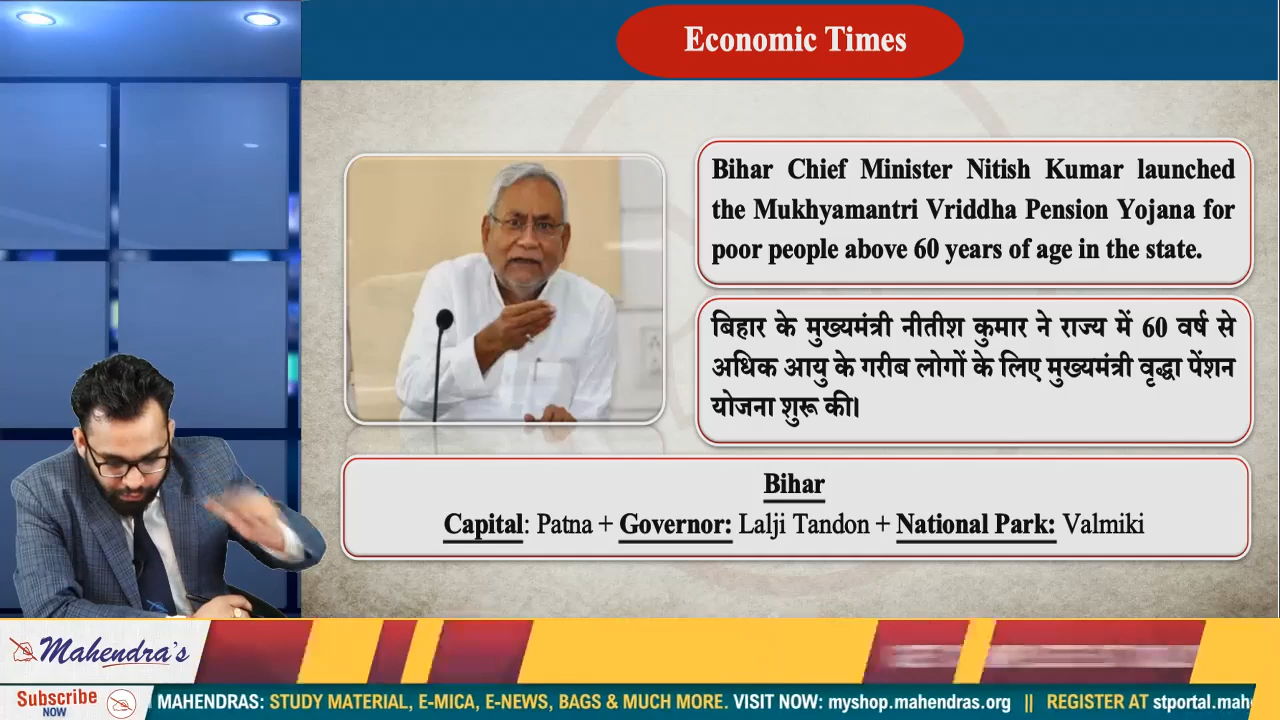 Economic Times
Bihar Chief Minister Nitish Kumar launched
the Mukhyamantri Vriddha Pension Yojana for
poor people above 60 years of age in the state.
बिहार के मुख्यमंत्री नीतीश कुमार ने राज्य में 60 वर्ष से
अधिक आयु के गरीब लोगों के लिए मुख्यमंत्री वृद्धा पेंशन
योजना शुरू की।
Bihar
Capital: Patna + Governor: Lalji Tandon + National Park: Valmiki
Mahendra's
Subscribe
NOW
MAHENDRAS: STUDY MATERIAL, E-MICA, E-NEWS, BAGS & MUCH MORE. VISIT NOW: myshop.mahendras.org || REGISTER AT stportal.mah